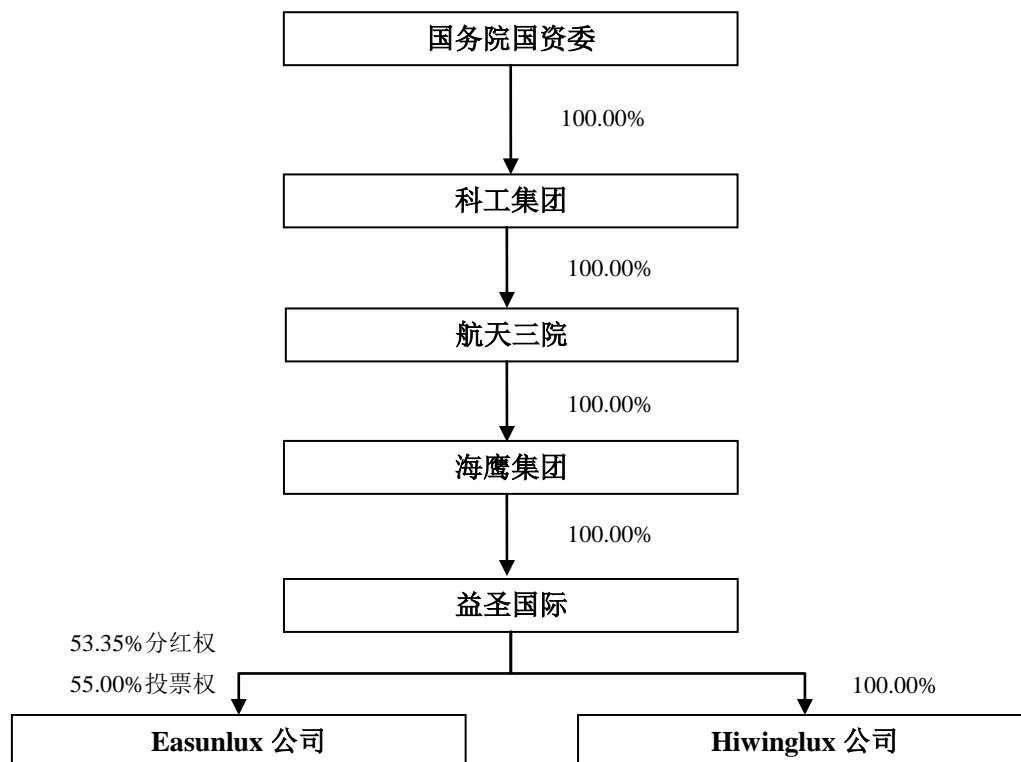 国务院国资委
100.00%
科工集团
100.00%
航天三院
100.00%
海鹰集团
100.00%
益圣国际
53.35%分红权
55.00%投票权
100.00%
Easunlux 公司
Hiwinglux 公司